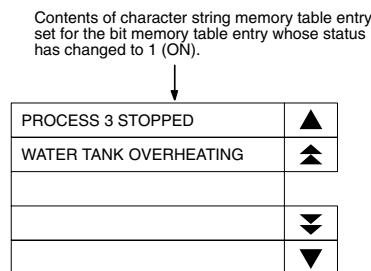 Contents of character string memory table entry
set for the bit memory table entry whose status
has changed to 1 (ON).
PROCESS 3 STOPPED
WATER TANK OVERHEATING